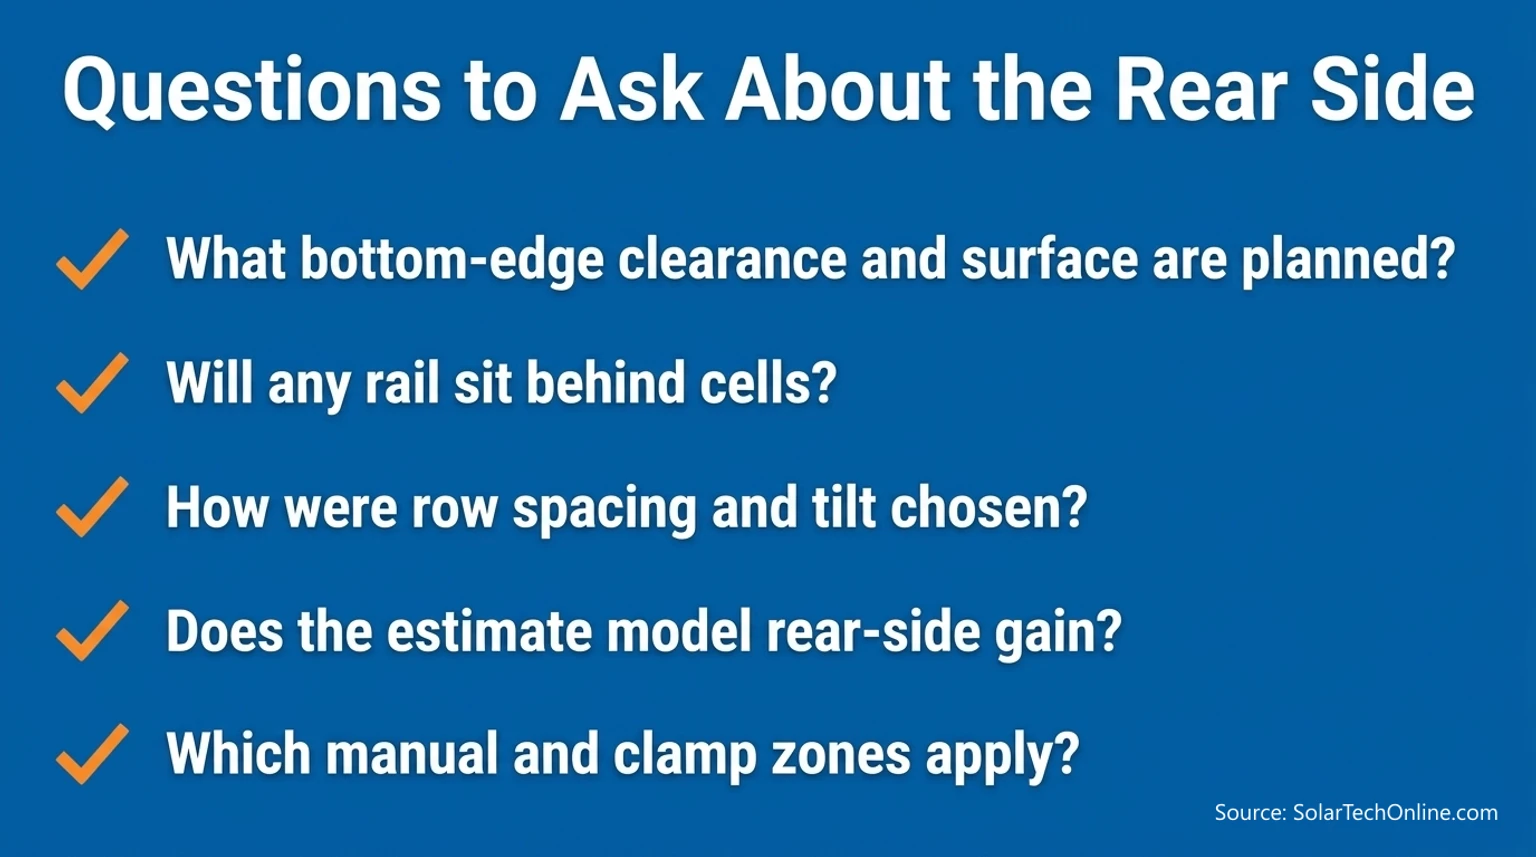 Questions to Ask About the Rear Side
What bottom-edge clearance and surface are planned?
Will any rail sit behind cells?
How were row spacing and tilt chosen?
Does the estimate model rear-side gain?
Which manual and clamp zones apply?
Source: SolarTechOnline.com